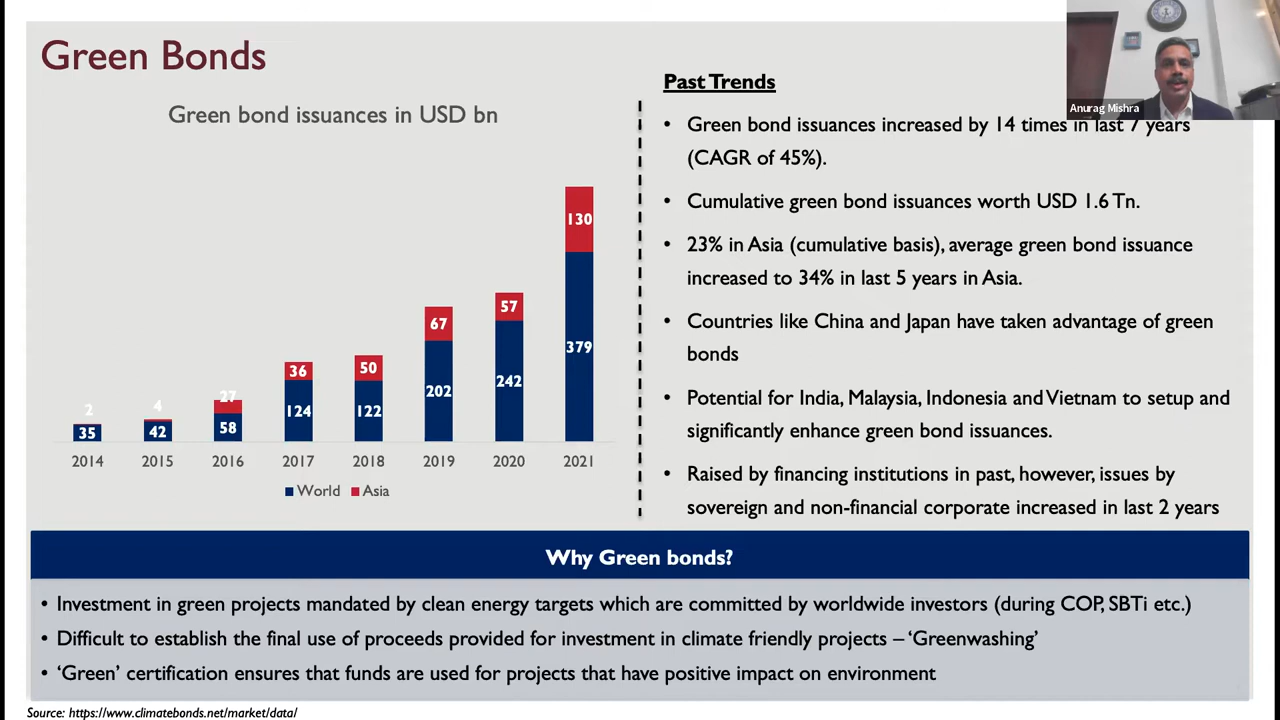 Green Bonds
Green bond issuances in USD bn
2
35
2014
4
42
2015
27
58
2016
36
124
2017
50
122
2018
67
202
2019
57
242
2020
130
379
2021
World Asia
Past Trends
• Green bond issuances increased by 14 times in last 7 years
(CAGR of 45%).
• Cumulative green bond issuances worth USD 1.6 Tn.
• 23% in Asia (cumulative basis), average green bond issuance
increased to 34% in last 5 years in Asia.
• Countries like China and Japan have taken advantage of green
bonds
• Potential for India, Malaysia, Indonesia and Vietnam to setup and
significantly enhance green bond issuances.
• Raised by financing institutions in past, however, issues by
sovereign and non-financial corporate increased in last 2 years
Anurag Mishra
Why Green bonds?
• Investment in green projects mandated by clean energy targets which are committed by worldwide investors (during COP, SBTi etc.)
• Difficult to establish the final use of proceeds provided for investment in climate friendly projects – ‘Greenwashing’
• ‘Green’ certification ensures that funds are used for projects that have positive impact on environment
Source: https://www.climatebonds.net/market/data/